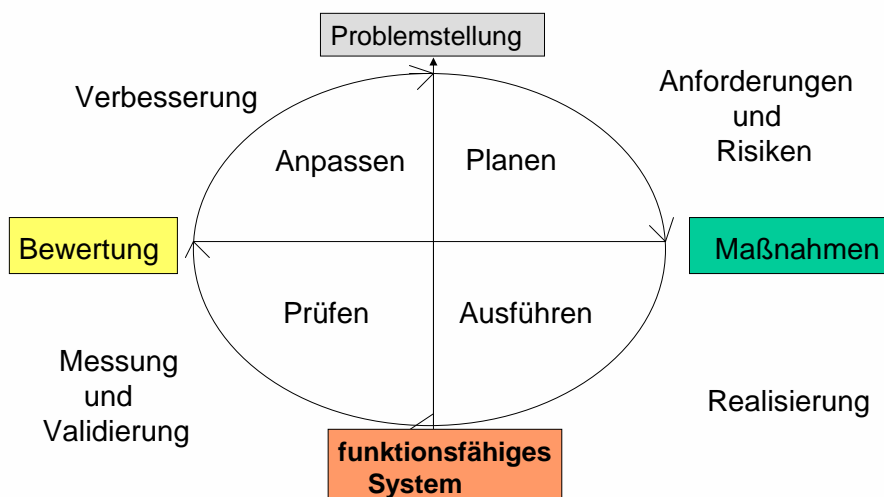 Problemstellung
Verbesserung
Anforderungen
und
Risiken
Anpassen
Planen
Bewertung
Maßnahmen
Prüfen
Ausführen
Messung
und
Validierung
Realisierung
funktionsfähiges
System